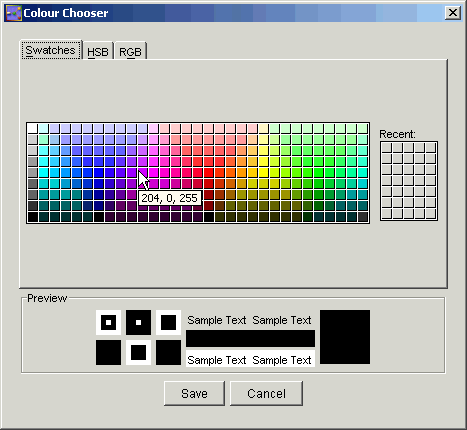 Colour Chooser
Swatches HSB RGB
Recent:
204, 0, 255
Preview
Sample Text Sample Text
Sample Text Sample Text
Save Cancel